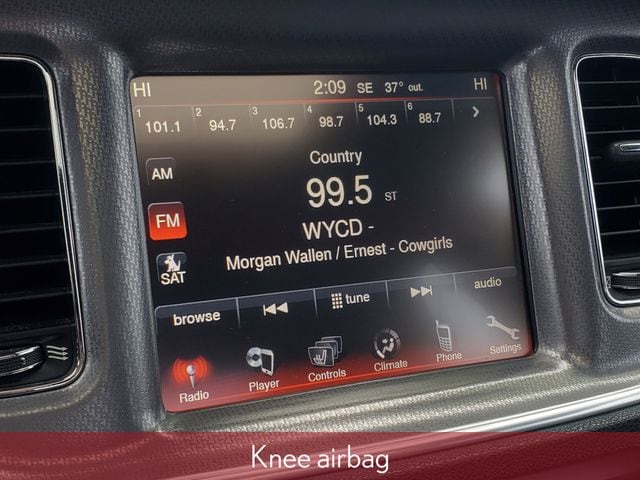 HI 2:09 SE 37° out. HI
1 101.1 2 94.7 3 106.7 4 98.7 5 104.3 6 88.7 >
Country
AM
99.5 ST
FM
WYCD -
Morgan Wallen / Ernest - Cowgirls
SAT
browse tune audio
Radio Player Controls Climate Phone Settings
Knee airbag